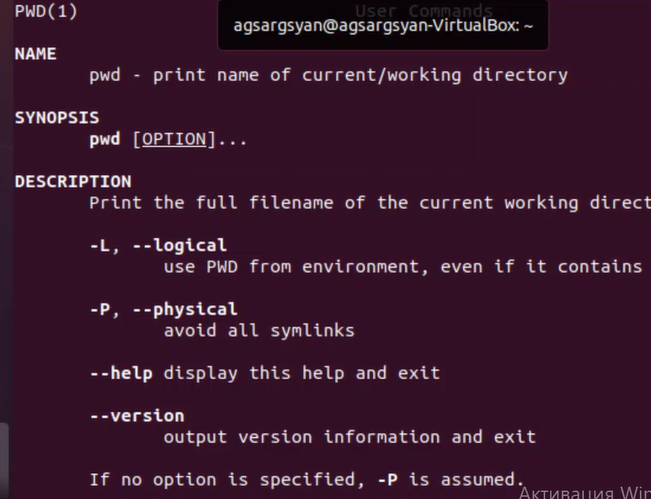 PWD(1) User Commands
agsargsyan@agsargsyan-VirtualBox: ~
NAME
pwd - print name of current/working directory
SYNOPSIS
pwd [OPTION]...
DESCRIPTION
Print the full filename of the current working direct
-L, --logical
use PWD from environment, even if it contains
-P, --physical
avoid all symlinks
--help display this help and exit
--version
output version information and exit
If no option is specified, -P is assumed.
Активация Win